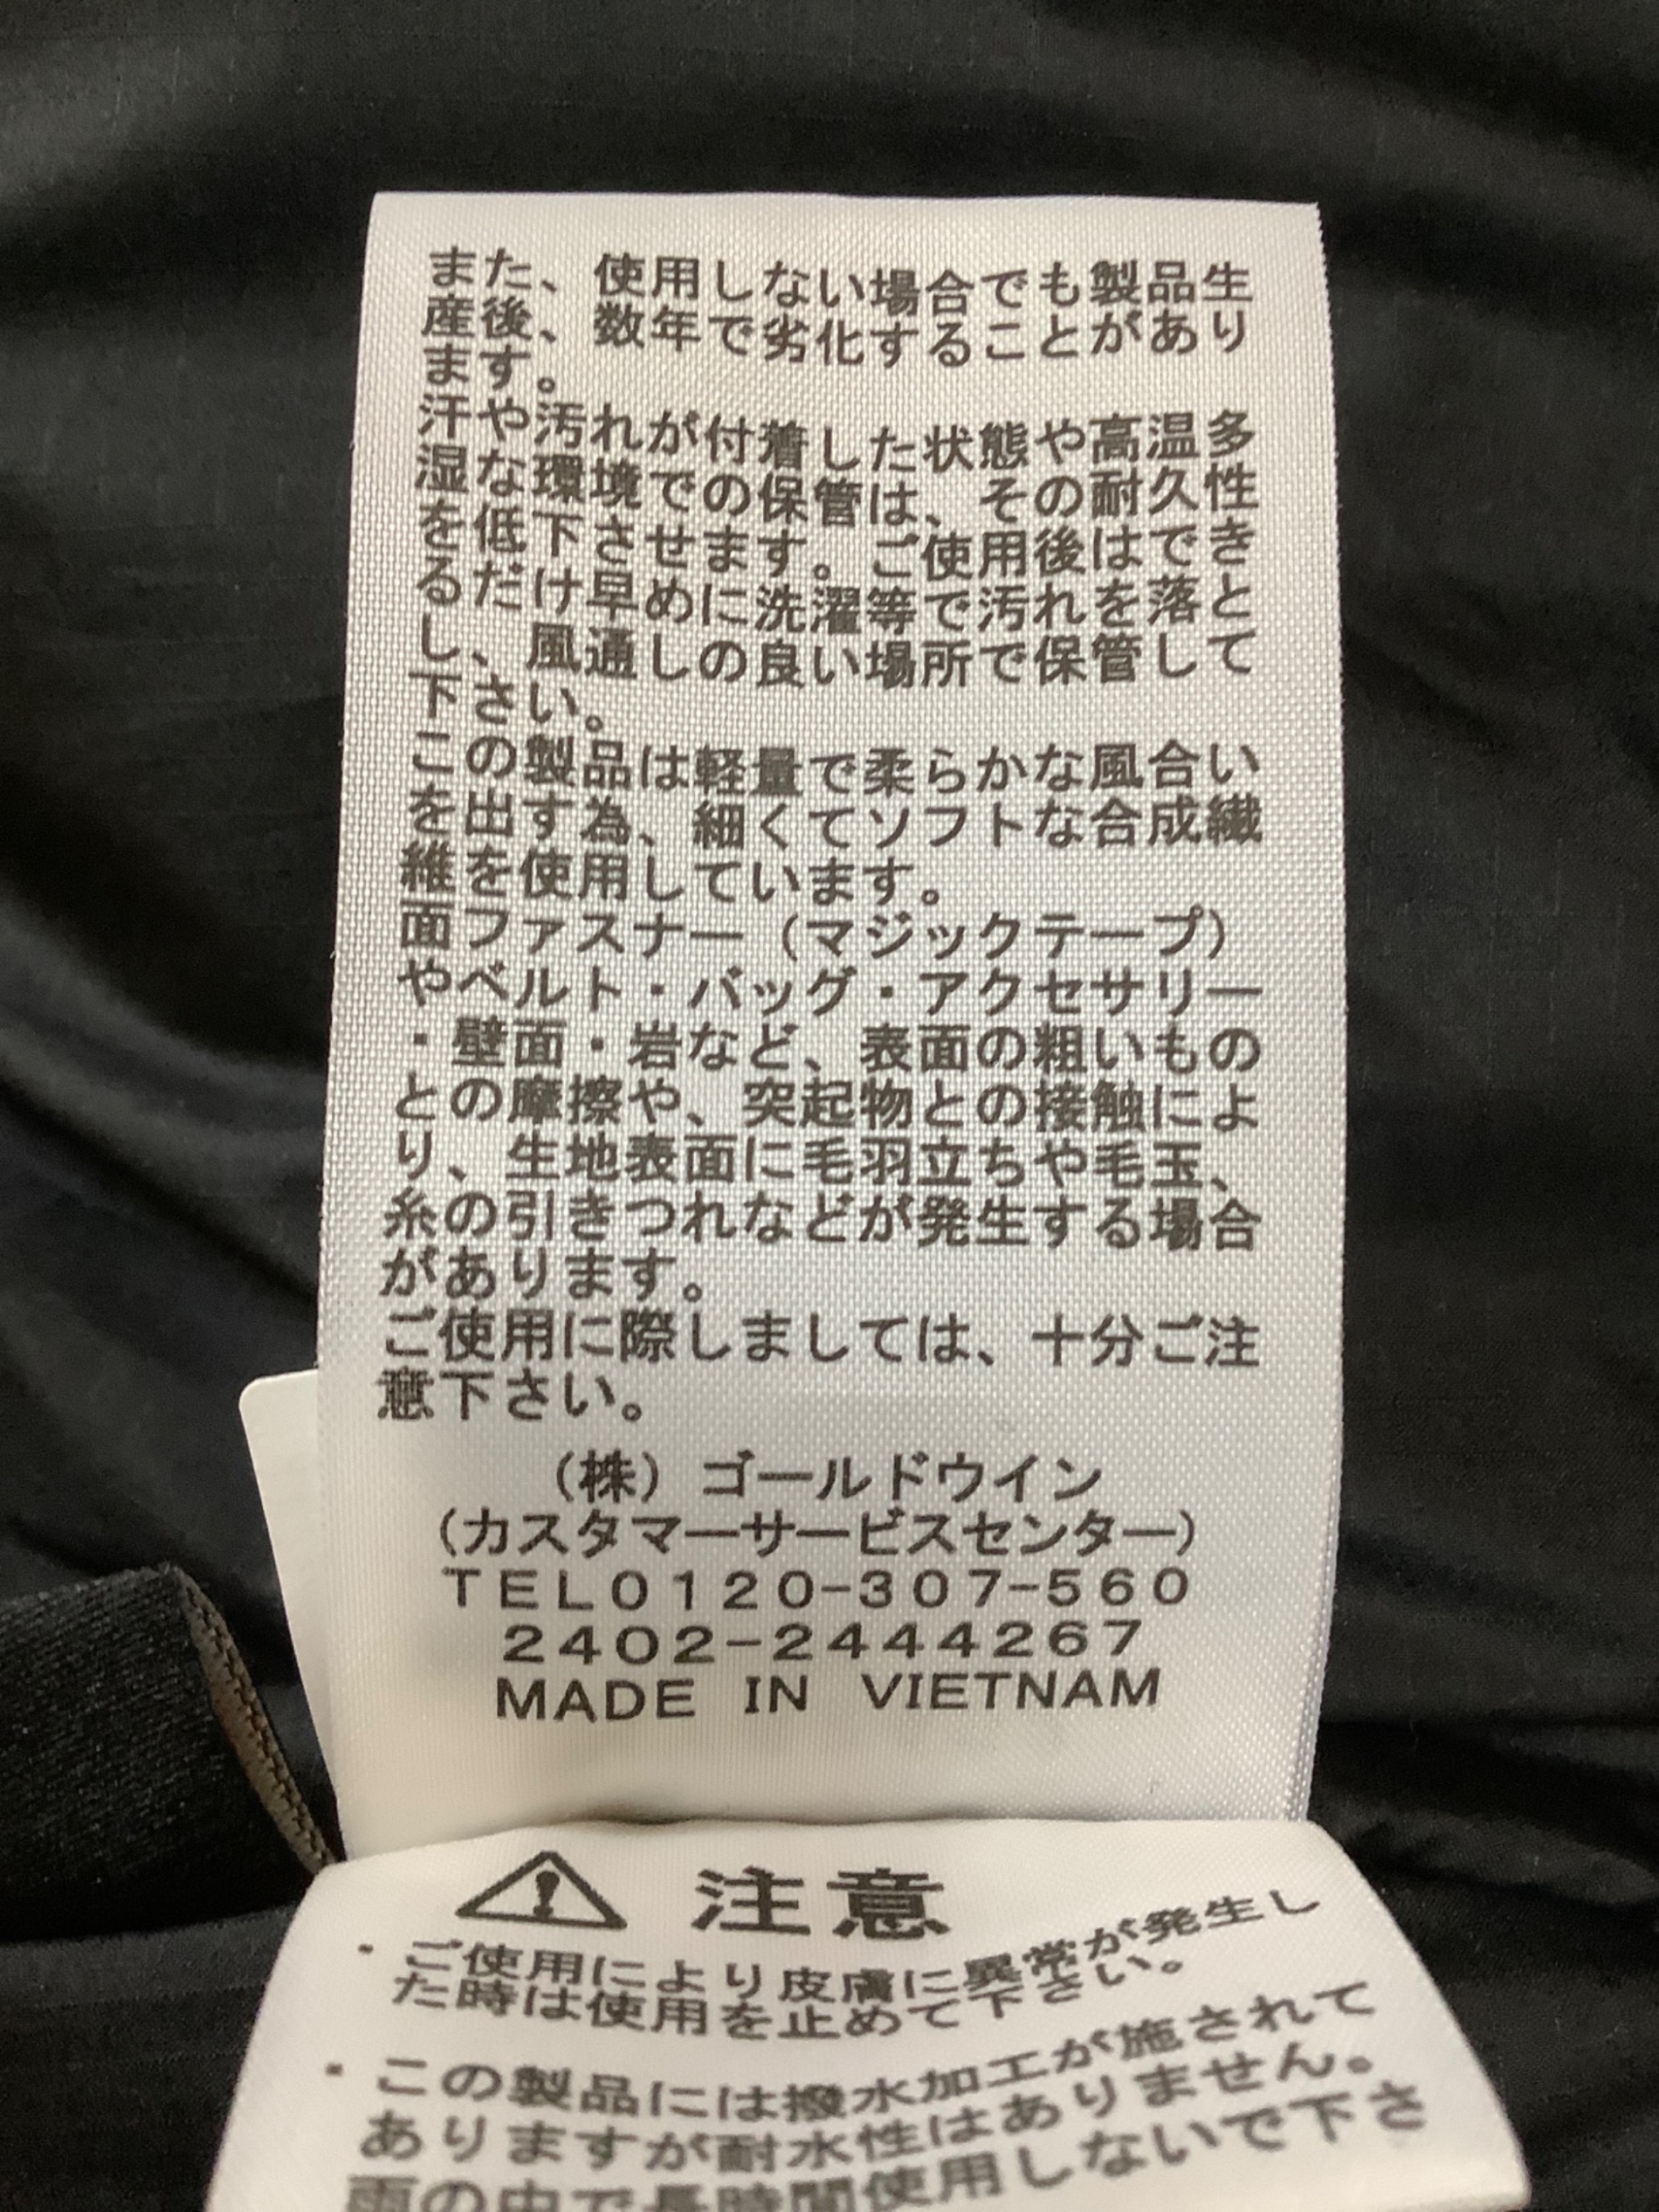 また、使用しない場合でも製品生
産後、数年で劣化することがあり
ます。
汗や汚れが付着した状態や高温多
湿な環境での保管は、その耐久性
を低下させます。ご使用後はでき
るだけ早めに洗濯等で汚れを落と
し、風通しの良い場所で保管して
下さい。
この製品は軽量で柔らかな風合い
を出す為、細くてソフトな合成繊
維を使用しています。
面ファスナー（マジックテープ）
やベルト・バッグ・アクセサリー
・壁面・岩など、表面の粗いもの
との摩擦や、突起物との接触によ
り、生地表面に毛羽立ちや毛玉、
糸の引きつれなどが発生する場合
があります。
ご使用に際しましては、十分ご注
意下さい。
（株）ゴールドウイン
（カスタマーサービスセンター）
TEL0120-307-560
2402-2444267
MADE IN VIETNAM
注意
・ご使用により皮膚に異常が発生し
た時は使用を止めて下さい。
・この製品には撥水加工が施されて
ありますが耐水性はありません。
雨の中で長時間使用しないで下さ